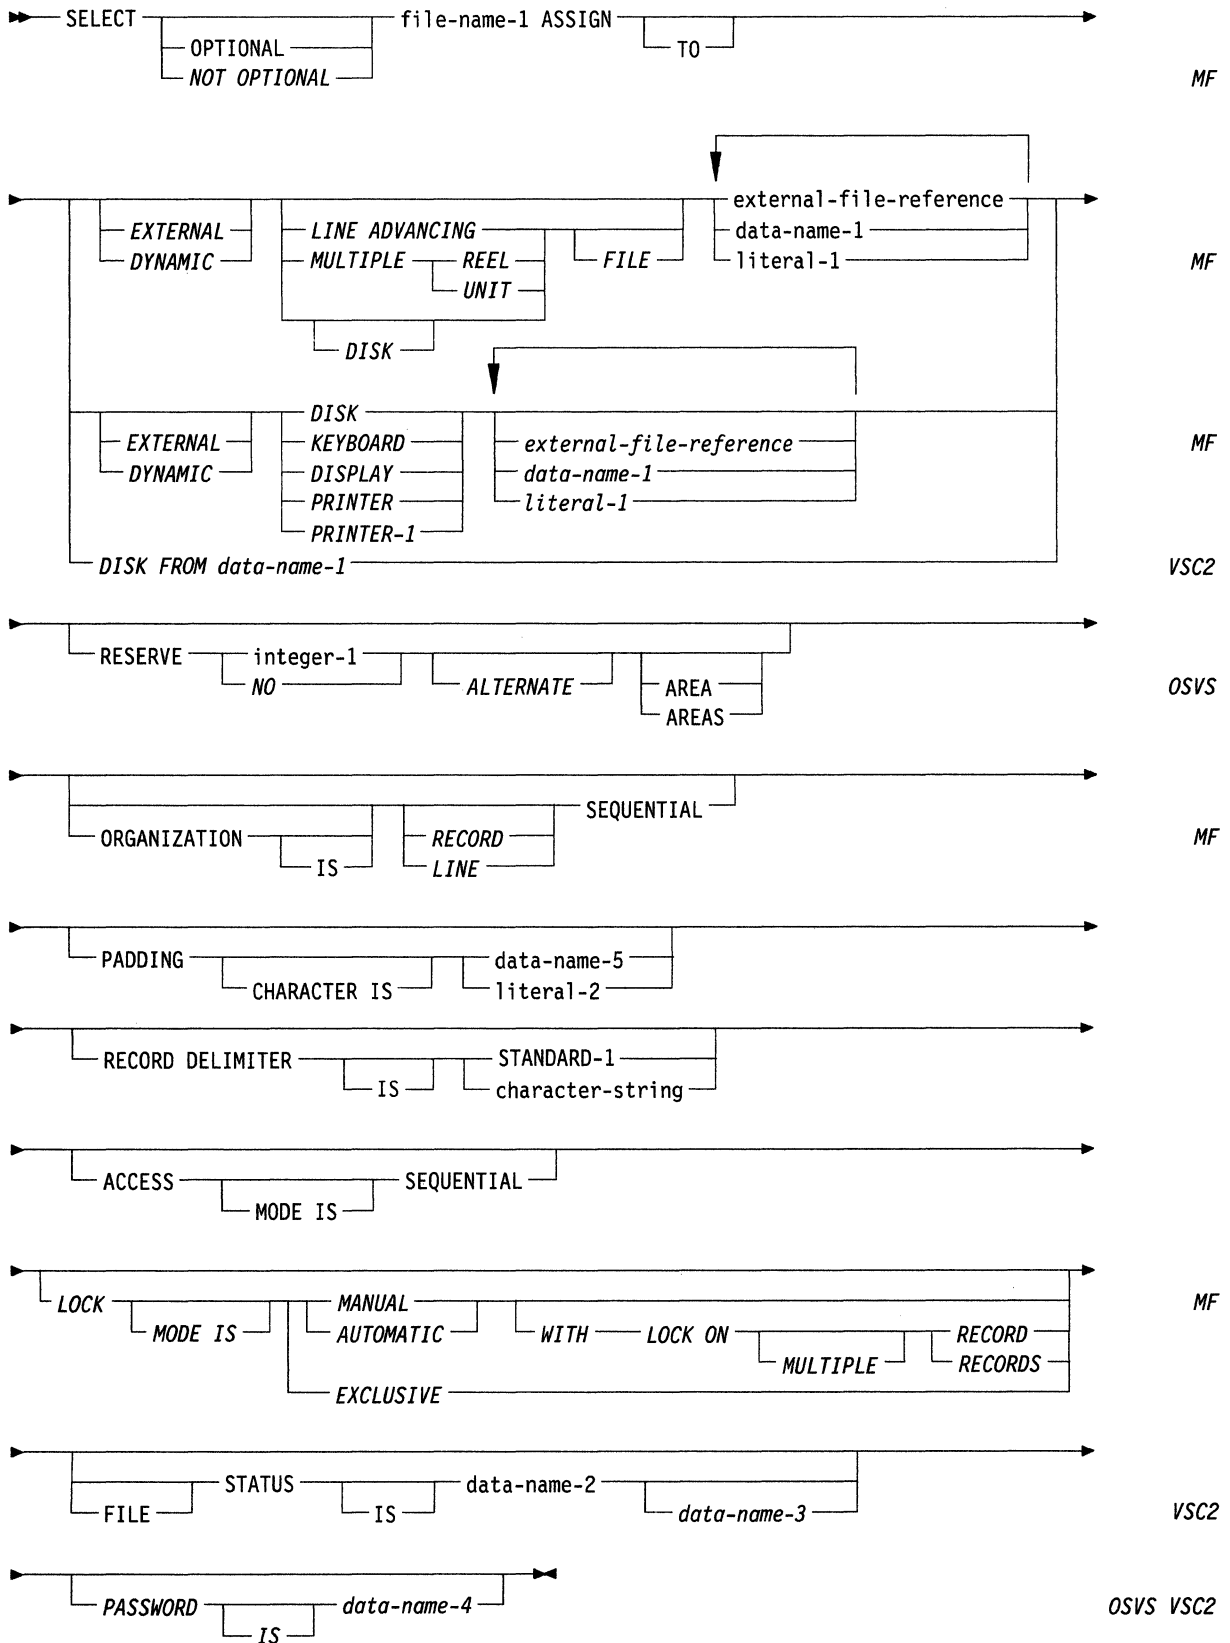 SELECT file-name-1 ASSIGN
OPTIONAL TO
NOT OPTIONAL MF
external-file-reference
EXTERNAL LINE ADVANCING data-name-1
DYNAMIC MULTIPLE REEL FILE literal-1 MF
UNIT
DISK
DISK
EXTERNAL KEYBOARD external-file-reference MF
DYNAMIC DISPLAY data-name-1
PRINTER literal-1
PRINTER-1
DISK FROM data-name-1 VSC2
RESERVE integer-1
NO ALTERNATE AREA OSVS
AREAS
SEQUENTIAL
ORGANIZATION RECORD MF
IS LINE
PADDING data-name-5
CHARACTER IS literal-2
RECORD DELIMITER STANDARD-1
IS character-string
ACCESS SEQUENTIAL
MODE IS
LOCK MANUAL MF
MODE IS AUTOMATIC WITH LOCK ON RECORD
MULTIPLE RECORDS
EXCLUSIVE
STATUS data-name-2
FILE IS data-name-3 VSC2
PASSWORD data-name-4 OSVS VSC2
IS